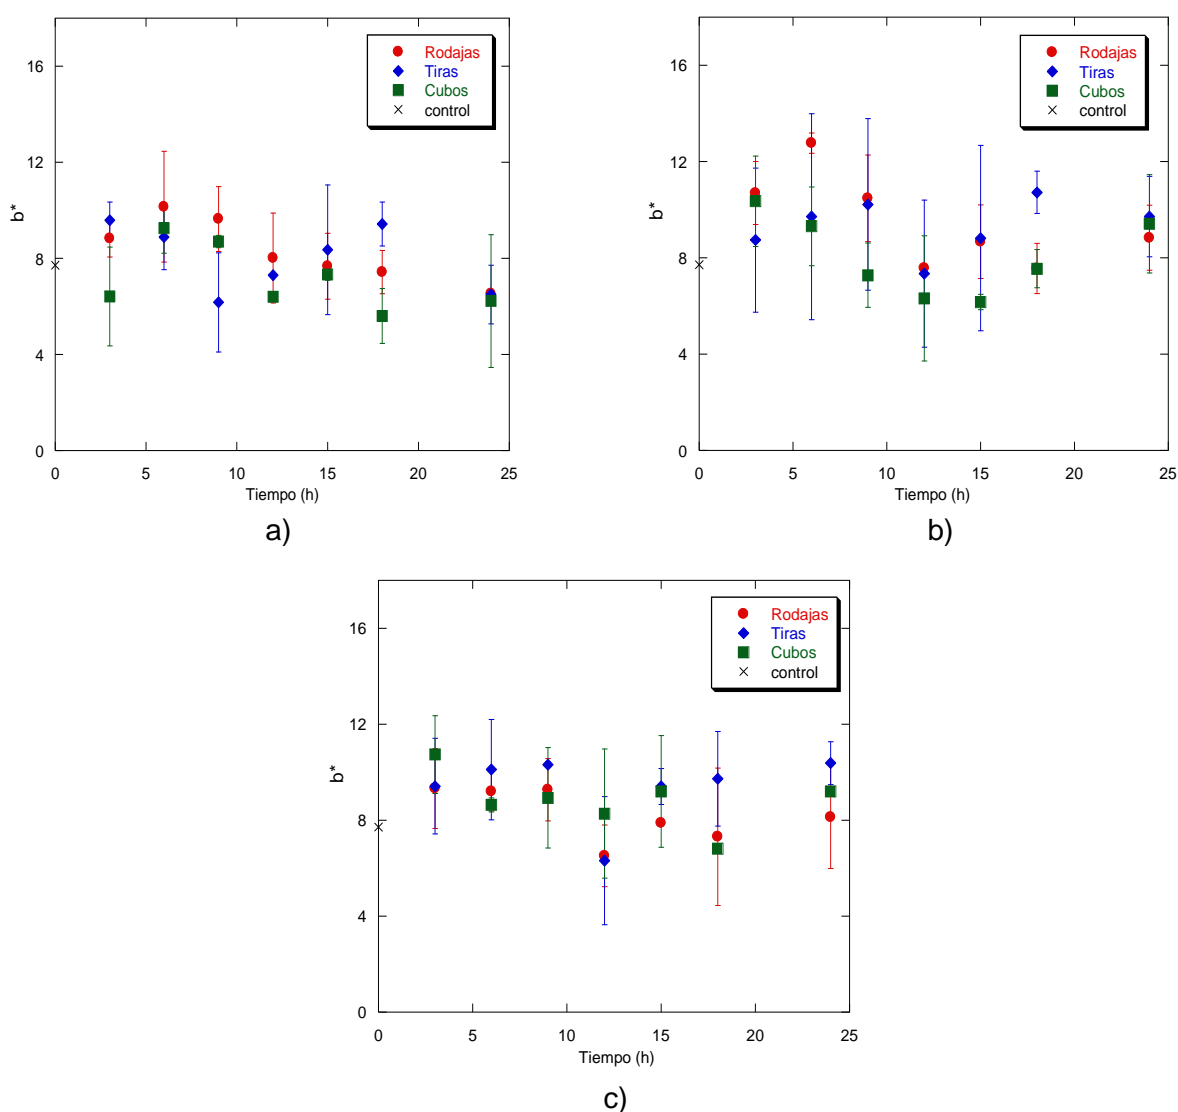 16
12
8
4
0
b*
Rodajas
Tiras
Cubos
control
0 5 10 15 20 25
Tiempo (h)
a)
16
12
8
4
0
b*
Rodajas
Tiras
Cubos
control
0 5 10 15 20 25
Tiempo (h)
b)
16
12
8
4
0
b*
Rodajas
Tiras
Cubos
control
0 5 10 15 20 25
Tiempo (h)
c)